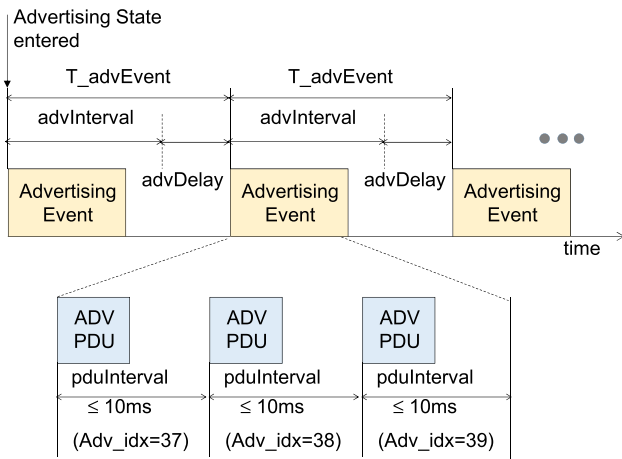 Advertising State
entered
T_advEvent
T_advEvent
advInterval
advInterval
advDelay
advDelay
Advertising
Event
Advertising
Event
Advertising
Event
time
ADV
PDU
ADV
PDU
ADV
PDU
pduInterval
pduInterval
pduInterval
≤ 10ms
≤ 10ms
≤ 10ms
(Adv_idx=37)
(Adv_idx=38)
(Adv_idx=39)